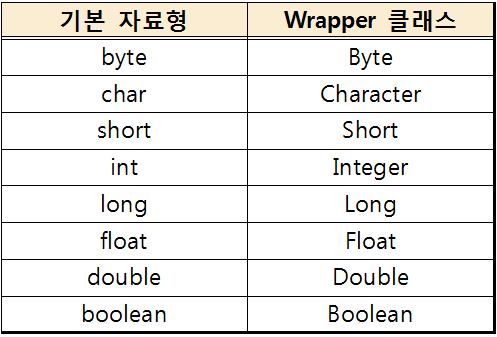 기본 자료형 Wrapper 클래스
byte Byte
char Character
short Short
int Integer
long Long
float Float
double Double
boolean Boolean